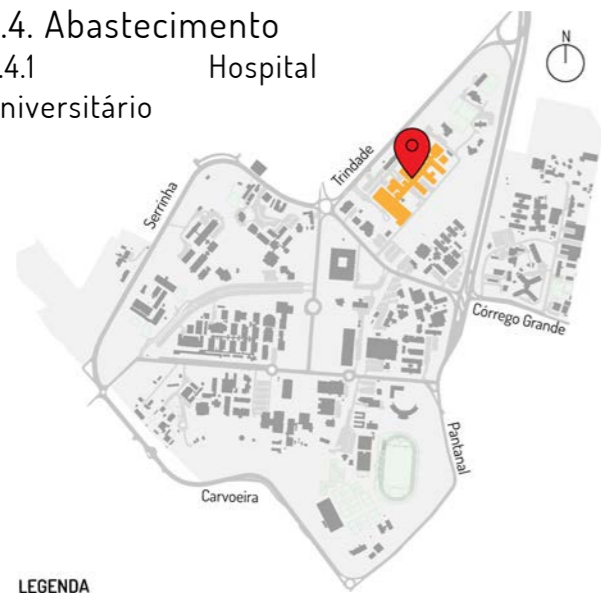 .4. Abastecimento
.4.1 Hospital
niversitário
N
Trindade
Serrinha
Córrego Grande
Pantanal
Carvoeira
LEGENDA